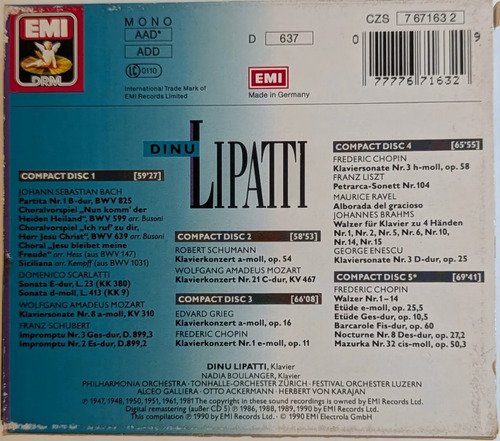 EMI
DRM
MONO
AAD*
ADD
LC 0110
International Trade Mark of
EMI Records Limited
D 637
EMI
Made in Germany
CZS 7 67163 2
0 77776 71632 9
DINU LIPATTI
COMPACT DISC 1 [59'27]
JOHANN SEBASTIAN BACH
Partita Nr.1 B-dur, BWV 825
Choralvorspiel „Nun komm' der
Heiden Heiland“, BWV 599 arr. Busoni
Choralvorspiel „Ich ruf' zu dir,
Herr Jesu Christ“, BWV 639 arr. Busoni
Choral „Jesu bleibet meine
Freude“ arr. Hess (aus BWV 147)
Siciliana arr. Kempff (aus BWV 1031)
DOMENICO SCARLATTI
Sonata E-dur, L. 23 (KK 380)
Sonata d-moll, L. 413 (KK 9)
WOLFGANG AMADEUS MOZART
Klaviersonate Nr. 8 a-moll, KV 310
FRANZ SCHUBERT
Impromptu Nr. 3 Ges-dur, D. 899,3
Impromptu Nr. 2 Es-dur, D. 899,2
COMPACT DISC 2 [58'53]
ROBERT SCHUMANN
Klavierkonzert a-moll, op. 54
WOLFGANG AMADEUS MOZART
Klavierkonzert Nr. 21 C-dur, KV 467
COMPACT DISC 3 [66'08]
EDVARD GRIEG
Klavierkonzert a-moll, op. 16
FREDERIC CHOPIN
Klavierkonzert Nr. 1 e-moll, op. 11
COMPACT DISC 4 [65'55]
FREDERIC CHOPIN
Klaviersonate Nr. 3 h-moll, op. 58
FRANZ LISZT
Petrarca-Sonett Nr. 104
MAURICE RAVEL
Alborada del gracioso
JOHANNES BRAHMS
Walzer für Klavier zu 4 Händen
Nr. 1, Nr. 2, Nr. 5, Nr. 6, Nr. 10,
Nr. 14, Nr. 15
GEORGE ENESCU
Klaviersonate Nr. 3 D-dur, op. 25
COMPACT DISC 5* [69'41]
FREDERIC CHOPIN
Walzer Nr. 1–14
Etüde e-moll, op. 25,5
Etüde Ges-dur, op. 10,5
Barcarole Fis-dur, op. 60
Nocturne Nr. 8 Des-dur, op. 27,2
Mazurka Nr. 32 cis-moll, op. 50,3
DINU LIPATTI, Klavier
NADIA BOULANGER, Klavier
PHILHARMONIA ORCHESTRA · TONHALLE-ORCHESTER ZÜRICH · FESTIVAL ORCHESTER LUZERN
ALCEO GALLIERA · OTTO ACKERMANN · HERBERT VON KARAJAN
℗ 1947, 1948, 1950, 1951, 1961, 1981 The copyright in these sound recordings is owned by EMI Records Ltd.
Digital remastering (außer CD 5) ℗ 1986, 1988, 1989, 1990 by EMI Records Ltd.
This compilation ℗ 1990 by EMI Records Ltd. · © 1990 EMI Electrola GmbH